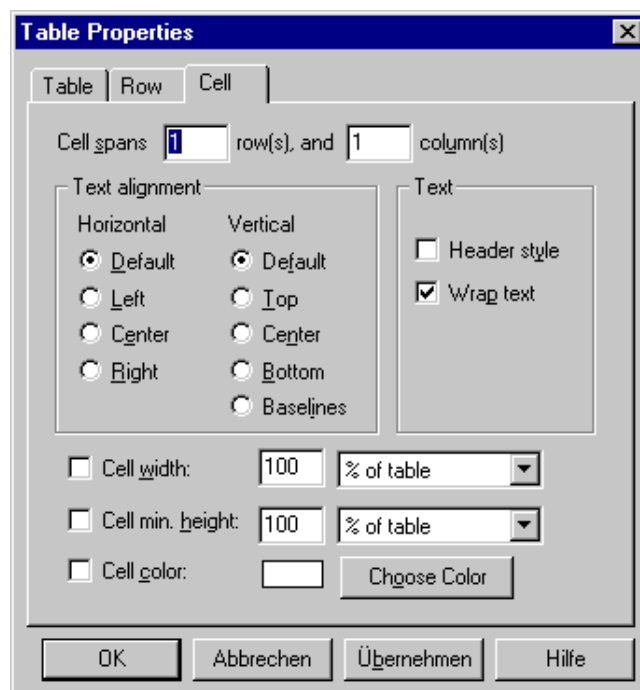 Table Properties
Table Row Cell
Cell spans 1 row(s), and 1 column(s)
Text alignment
Horizontal
Default
Left
Center
Right
Vertical
Default
Top
Center
Bottom
Baselines
Text
Header style
Wrap text
Cell width: 100 % of table
Cell min. height: 100 % of table
Cell color: Choose Color
OK Abbrechen Übernehmen Hilfe